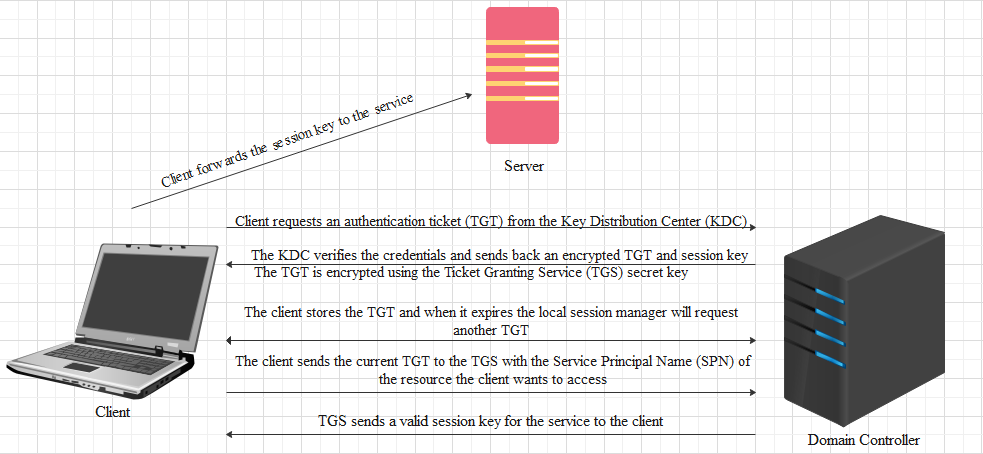 Client forwards the session key to the service
Server
Client requests an authentication ticket (TGT) from the Key Distribution Center (KDC)
The KDC verifies the credentials and sends back an encrypted TGT and session key
The TGT is encrypted using the Ticket Granting Service (TGS) secret key
The client stores the TGT and when it expires the local session manager will request
another TGT
The client sends the current TGT to the TGS with the Service Principal Name (SPN) of
the resource the client wants to access
Client
TGS sends a valid session key for the service to the client
Domain Controller